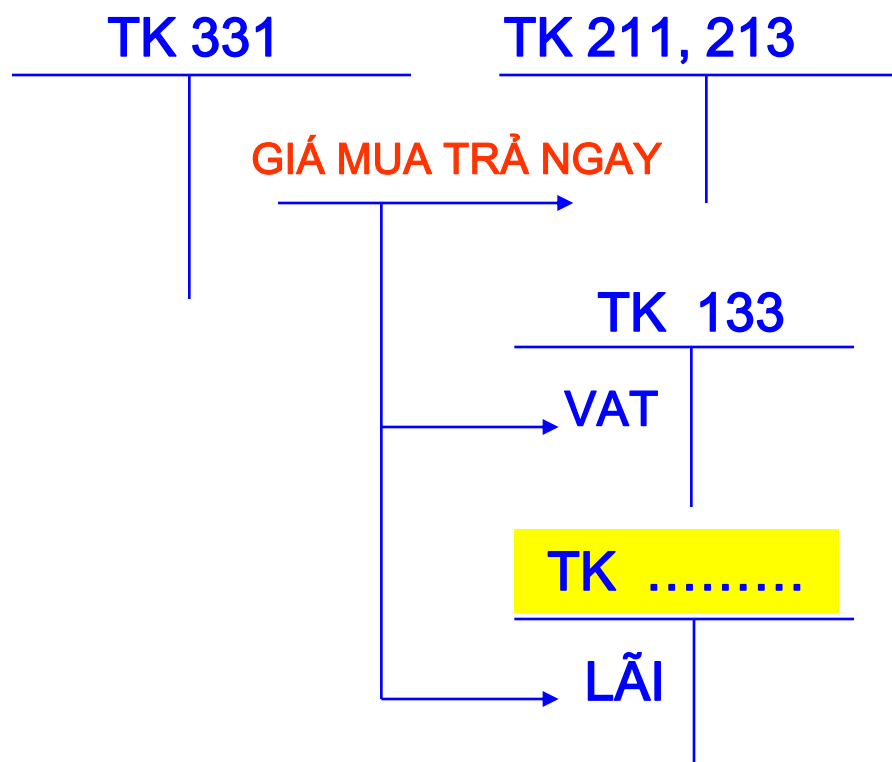 TK 331
TK 211, 213
GIÁ MUA TRẢ NGAY
TK 133
VAT
TK .........
LÃI